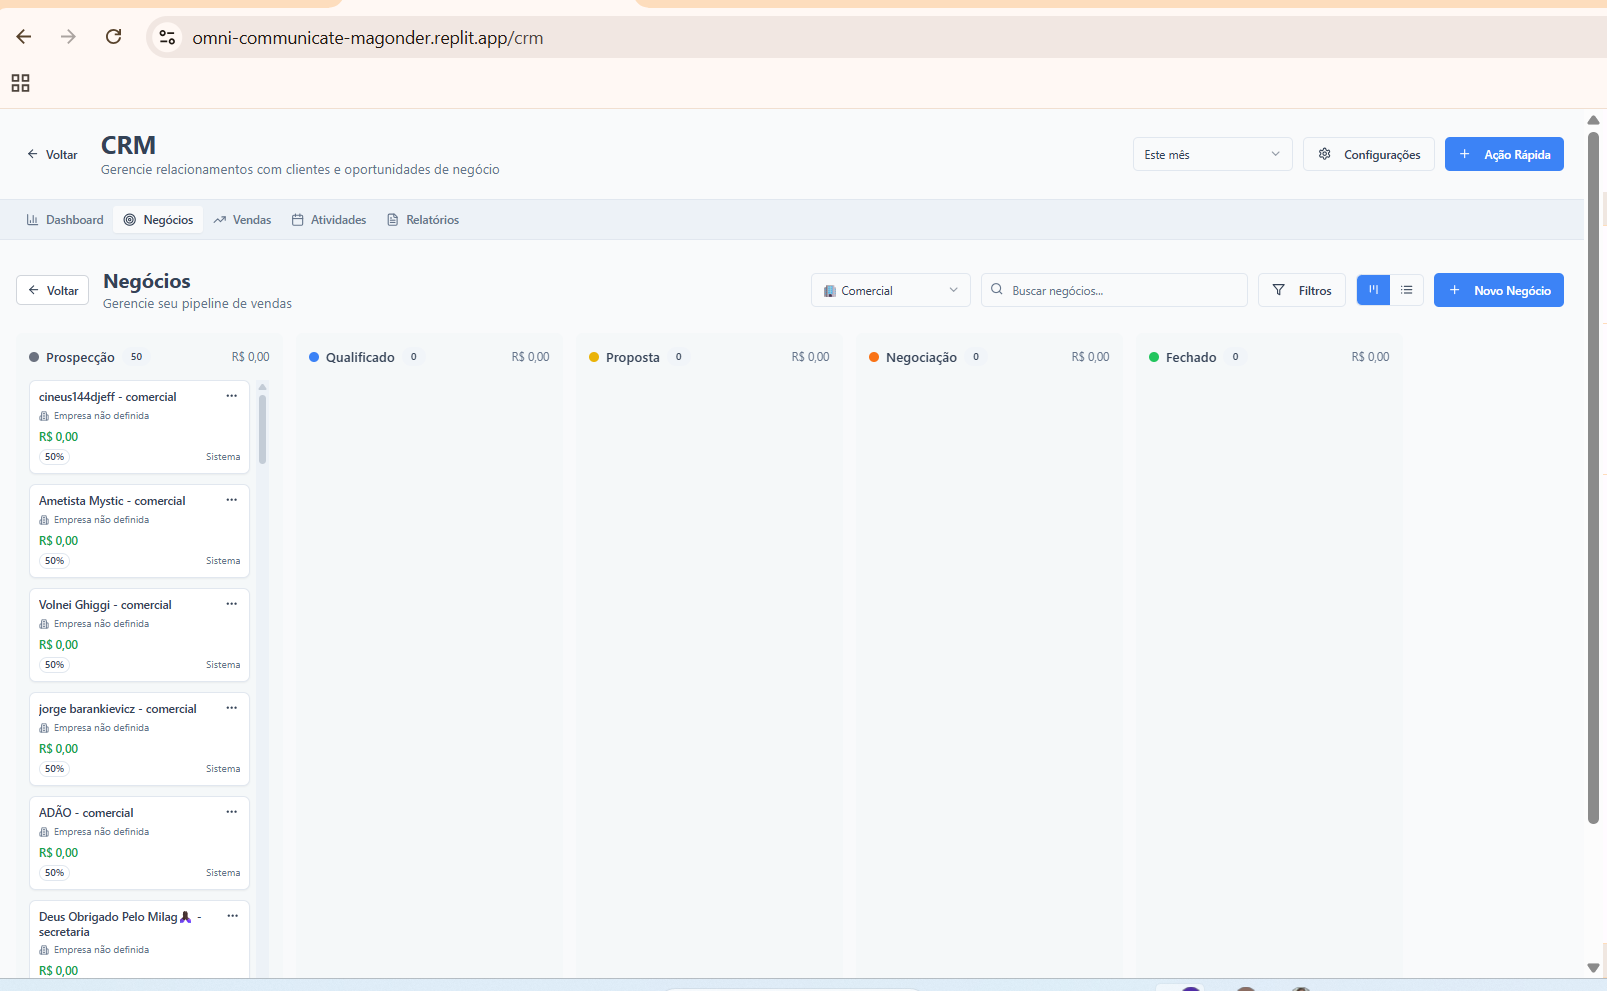 omni-communicate-magonder.replit.app/crm
Voltar
CRM
Gerencie relacionamentos com clientes e oportunidades de negócio
Este mês
Configurações
Ação Rápida
Dashboard
Negócios
Vendas
Atividades
Relatórios
Voltar
Negócios
Gerencie seu pipeline de vendas
Comercial
Buscar negócios...
Filtros
Novo Negócio
Prospecção 50 R$ 0,00
cineus144djeff - comercial
Empresa não definida
R$ 0,00
50% Sistema
Ametista Mystic - comercial
Empresa não definida
R$ 0,00
50% Sistema
Volnei Ghiggi - comercial
Empresa não definida
R$ 0,00
50% Sistema
jorge barankievicz - comercial
Empresa não definida
R$ 0,00
50% Sistema
ADÃO - comercial
Empresa não definida
R$ 0,00
50% Sistema
Deus Obrigado Pelo Milag🧎🏿‍♀️ -
secretaria
Empresa não definida
R$ 0,00
Qualificado 0 R$ 0,00
Proposta 0 R$ 0,00
Negociação 0 R$ 0,00
Fechado 0 R$ 0,00